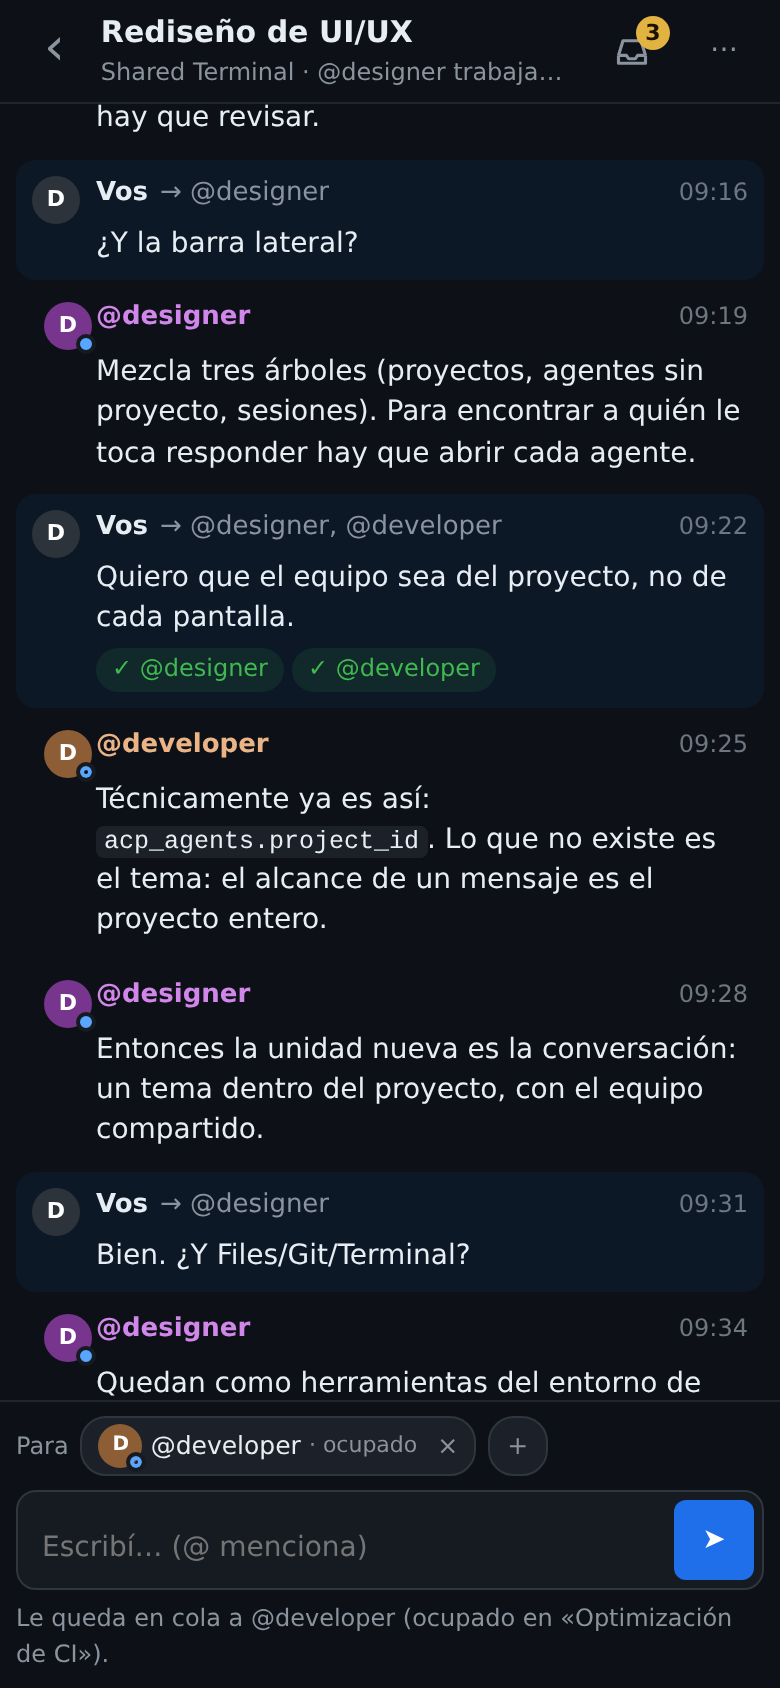 Rediseño de UI/UX
3
Shared Terminal · @designer trabaja…
hay que revisar.
D
Vos → @designer
09:16
¿Y la barra lateral?
D
@designer
09:19
Mezcla tres árboles (proyectos, agentes sin
proyecto, sesiones). Para encontrar a quién le
toca responder hay que abrir cada agente.
D
Vos → @designer, @developer
09:22
Quiero que el equipo sea del proyecto, no de
cada pantalla.
✓ @designer ✓ @developer
D
@developer
09:25
Técnicamente ya es así:
acp_agents.project_id. Lo que no existe es
el tema: el alcance de un mensaje es el
proyecto entero.
D
@designer
09:28
Entonces la unidad nueva es la conversación:
un tema dentro del proyecto, con el equipo
compartido.
D
Vos → @designer
09:31
Bien. ¿Y Files/Git/Terminal?
D
@designer
09:34
Quedan como herramientas del entorno de
Para D @developer · ocupado × +
Escribí… (@ menciona)
Le queda en cola a @developer (ocupado en «Optimización
de CI»).